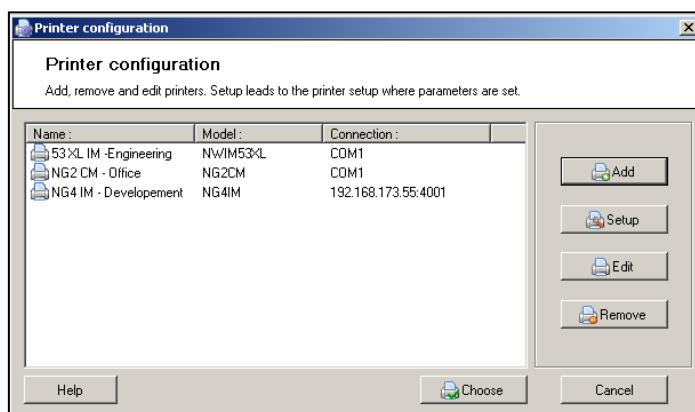 Printer configuration
Printer configuration
Add, remove and edit printers. Setup leads to the printer setup where parameters are set.
Name : Model : Connection :
53 XL IM -Engineering NWIM53XL COM1
NG2 CM - Office NG2CM COM1
NG4 IM - Developement NG4IM 192.168.173.55:4001
Add
Setup
Edit
Remove
Help Choose Cancel